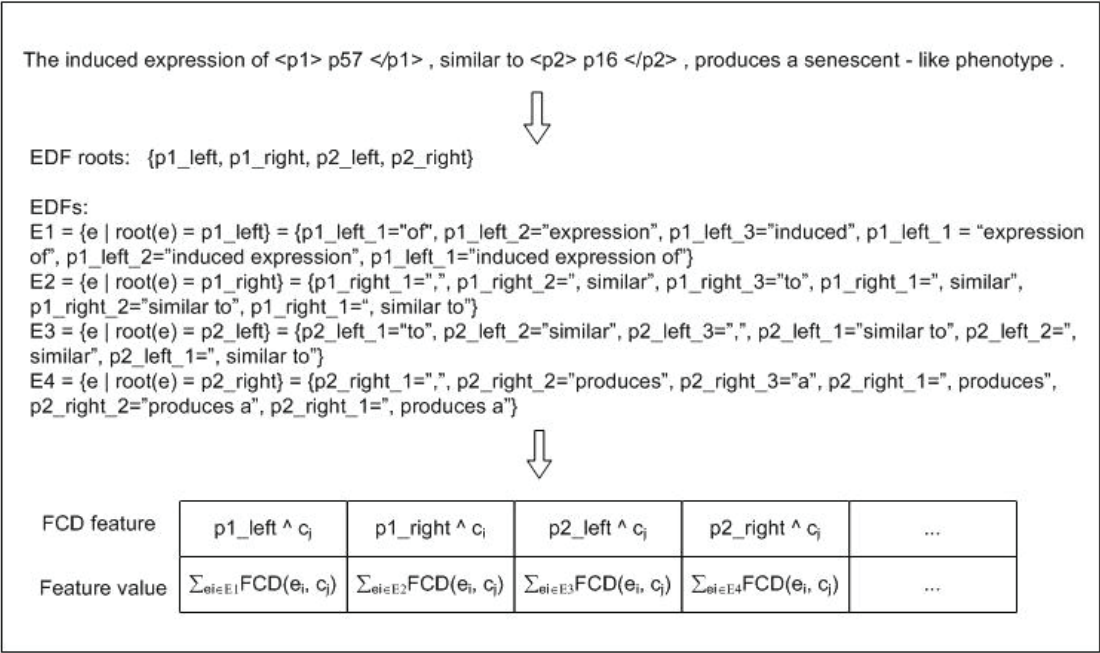 The induced expression of <p1> p57 </p1> , similar to <p2> p16 </p2> , produces a senescent - like phenotype .
EDF roots: {p1_left, p1_right, p2_left, p2_right}
EDFs:
E1 = {e | root(e) = p1_left} = {p1_left_1="of", p1_left_2="expression”, p1_left_3=”induced”, p1_left_1 = “expression
of”, p1_left_2=”induced expression”, p1_left_1=”induced expression of”}
E2 = {e | root(e) = p1_right} = {p1_right_1=”,”, p1_right_2=”, similar”, p1_right_3=”to”, p1_right_1=”, similar”,
p1_right_2=”similar to”, p1_right_1=“, similar to”}
E3 = {e | root(e) = p2_left} = {p2_left_1=“to”, p2_left_2=”similar”, p2_left_3=”,”, p2_left_1=”similar to”, p2_left_2=”,
similar”, p2_left_1=”, similar to”}
E4 = {e | root(e) = p2_right} = {p2_right_1=”,”, p2_right_2=”produces”, p2_right_3=”a”, p2_right_1=”, produces”,
p2_right_2=”produces a”, p2_right_1=”, produces a”}
FCD feature p1_left ^ cⱼ p1_right ^ cᵢ p2_left ^ cⱼ p2_right ^ cⱼ ...
Feature value ∑ei∈E1FCD(eᵢ, cⱼ) ∑ei∈E2FCD(eᵢ, cⱼ) ∑ei∈E3FCD(eᵢ, cⱼ) ∑ei∈E4FCD(eᵢ, cⱼ) ...